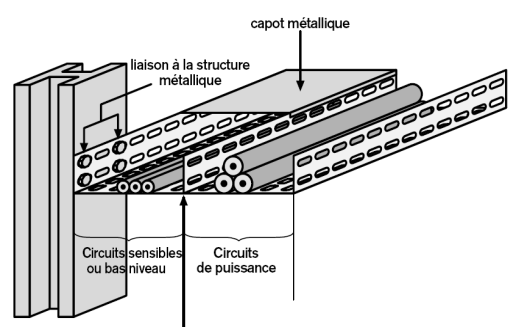 capot métallique
liaison à la structure
métallique
Circuits sensibles
ou bas niveau
Circuits
de puissance